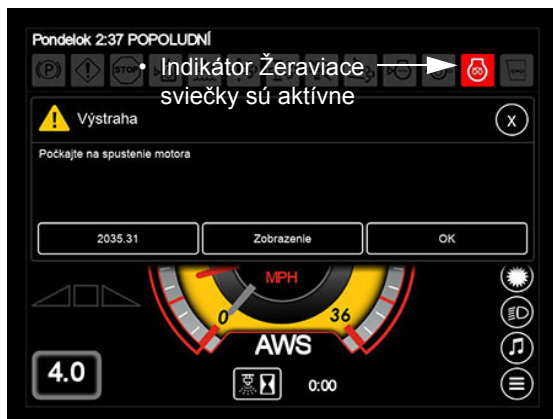 Pondelok 2:37 POPOLUDNÍ
STOP
• Indikátor Žeraviace
sviečky sú aktívne
Výstraha
X
Počkajte na spustenie motora
2035.31
Zobrazenie
OK
MPH
0
36
AWS
4.0
0:00